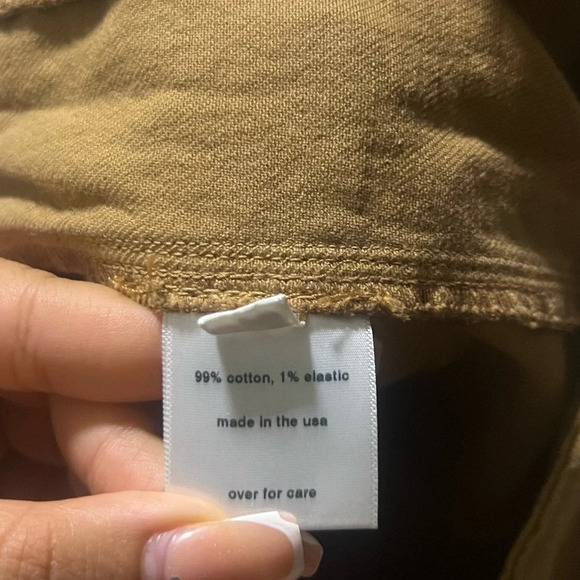 99% cotton, 1% elastic
made in the usa
over for care